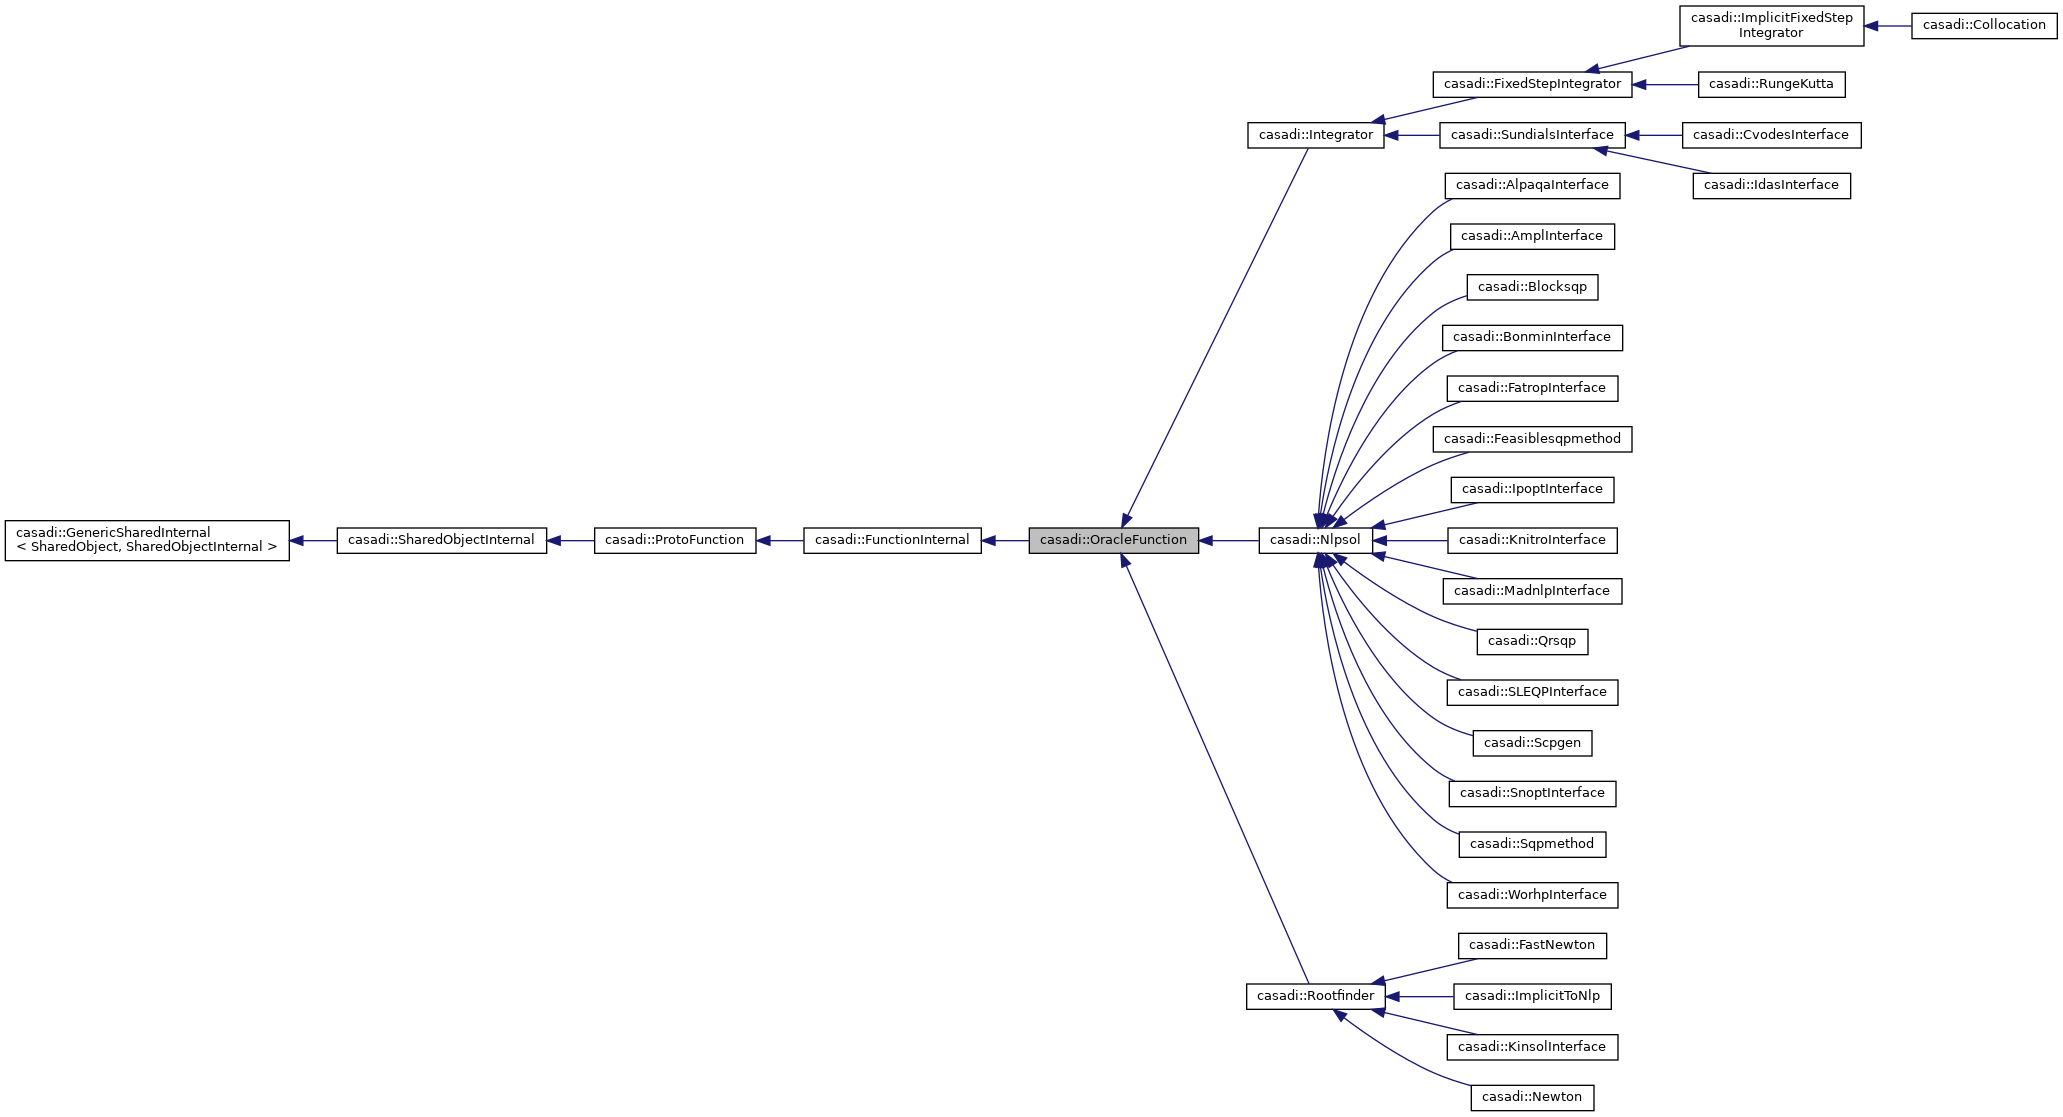 casadi::ImplicitFixedStep
Integrator
casadi::Collocation
casadi::FixedStepIntegrator
casadi::RungeKutta
casadi::Integrator
casadi::SundialsInterface
casadi::CvodesInterface
casadi::AlpaqaInterface
casadi::IdasInterface
casadi::AmplInterface
casadi::Blocksqp
casadi::BonminInterface
casadi::FatropInterface
casadi::Feasiblesqpmethod
casadi::IpoptInterface
casadi::GenericSharedInternal
< SharedObject, SharedObjectInternal >
casadi::SharedObjectInternal
casadi::ProtoFunction
casadi::FunctionInternal
casadi::OracleFunction
casadi::Nlpsol
casadi::KnitroInterface
casadi::MadnlpInterface
casadi::Qrsqp
casadi::SLEQPInterface
casadi::Scpgen
casadi::SnoptInterface
casadi::Sqpmethod
casadi::WorhpInterface
casadi::FastNewton
casadi::Rootfinder
casadi::ImplicitToNlp
casadi::KinsolInterface
casadi::Newton